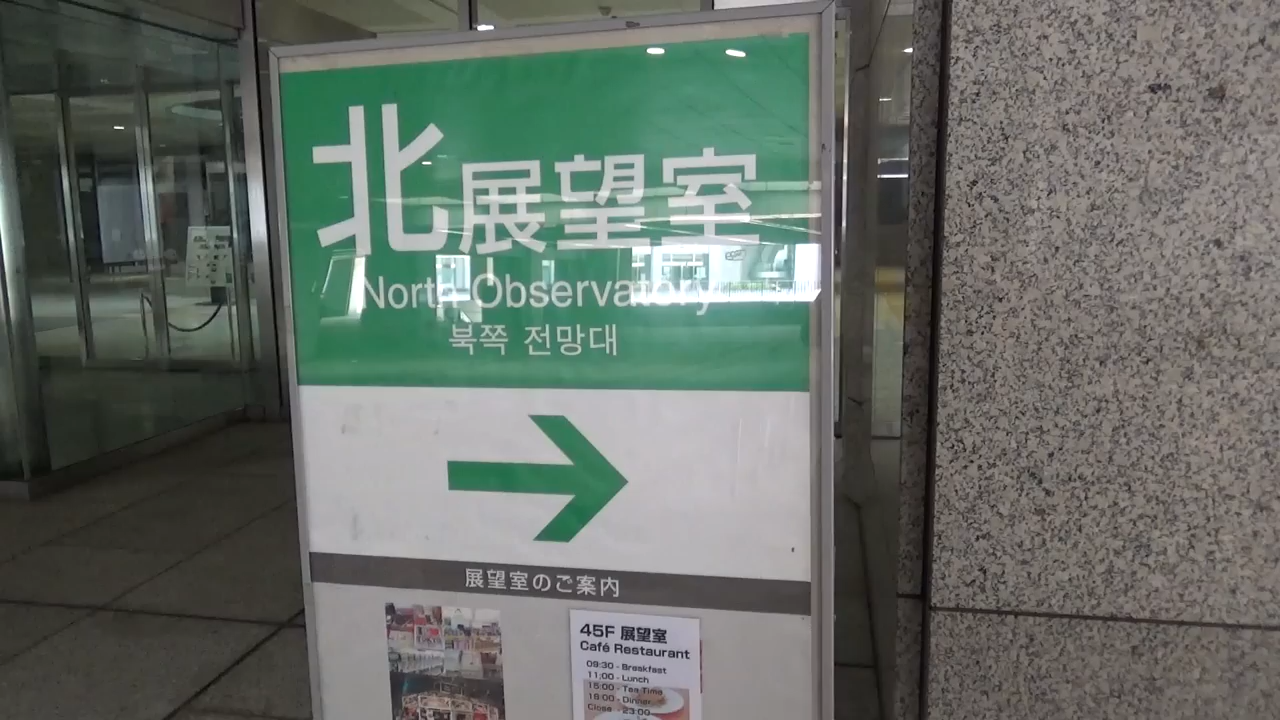 北展望室
North Observatory
북쪽 전망대
展望室のご案内
45F 展望室
Café Restaurant
09:30 - Breakfast
11:00 - Lunch
15:00 - Tea Time
18:00 - Dinner
Close - 23:00